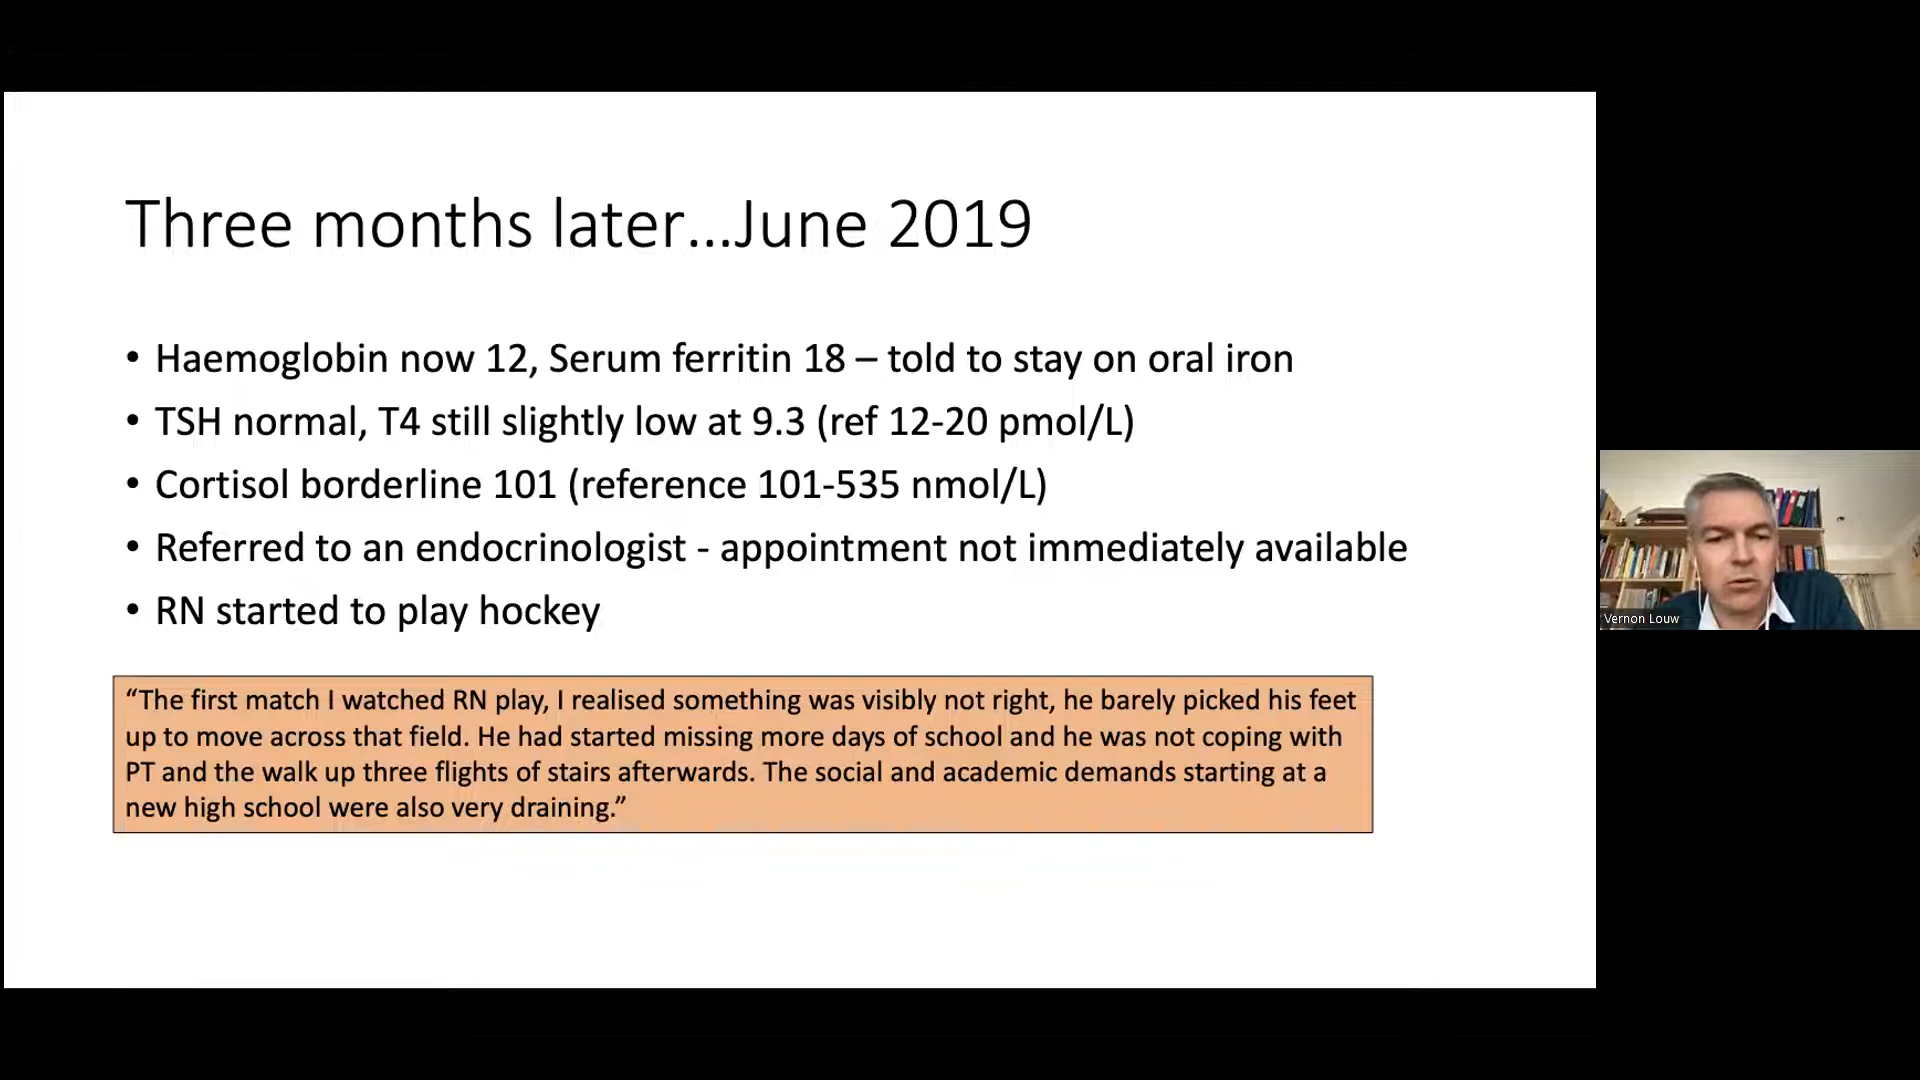 Three months later...June 2019
• Haemoglobin now 12, Serum ferritin 18 – told to stay on oral iron
• TSH normal, T4 still slightly low at 9.3 (ref 12-20 pmol/L)
• Cortisol borderline 101 (reference 101-535 nmol/L)
• Referred to an endocrinologist - appointment not immediately available
• RN started to play hockey
“The first match I watched RN play, I realised something was visibly not right, he barely picked his feet
up to move across that field. He had started missing more days of school and he was not coping with
PT and the walk up three flights of stairs afterwards. The social and academic demands starting at a
new high school were also very draining.”
Vernon Louw